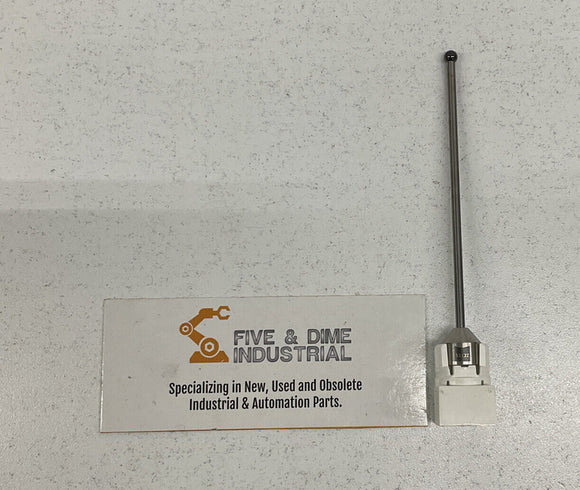 FIVE & DIME
INDUSTRIAL
Specializing in New, Used and Obsolete
Industrial & Automation Parts.